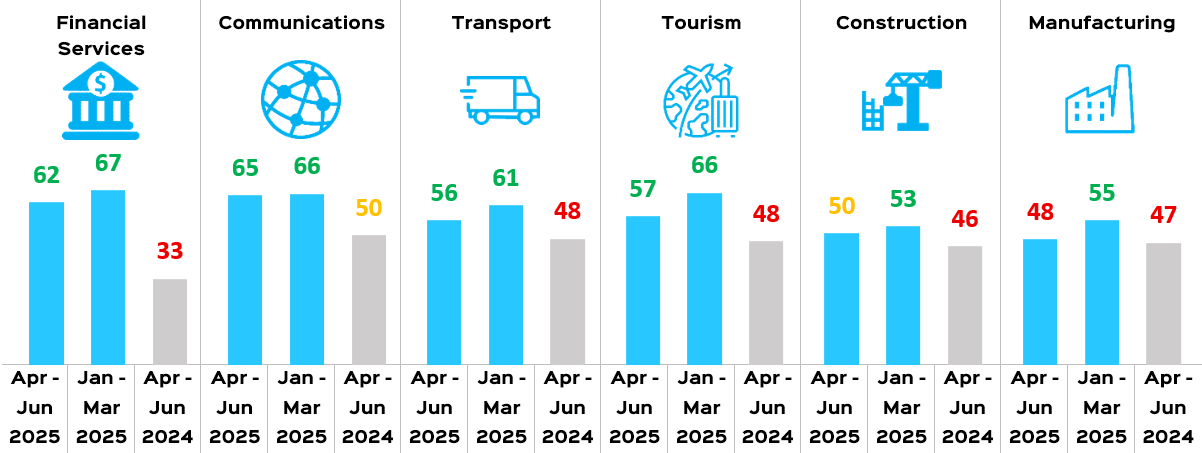 Financial
Services
Communications
Transport
Tourism
Construction
Manufacturing
$
62
67
33
65
66
50
56
61
48
57
66
48
50
53
46
48
55
47
Apr - Jan - Apr - Apr - Jan - Apr - Apr - Jan - Apr - Apr - Jan - Apr - Apr - Jan - Apr - Apr - Jan - Apr -
Jun Mar Jun Jun Mar Jun Jun Mar Jun Jun Mar Jun Jun Mar Jun Jun Mar Jun
2025 2025 2024 2025 2025 2024 2025 2025 2024 2025 2025 2024 2025 2025 2024 2025 2025 2024